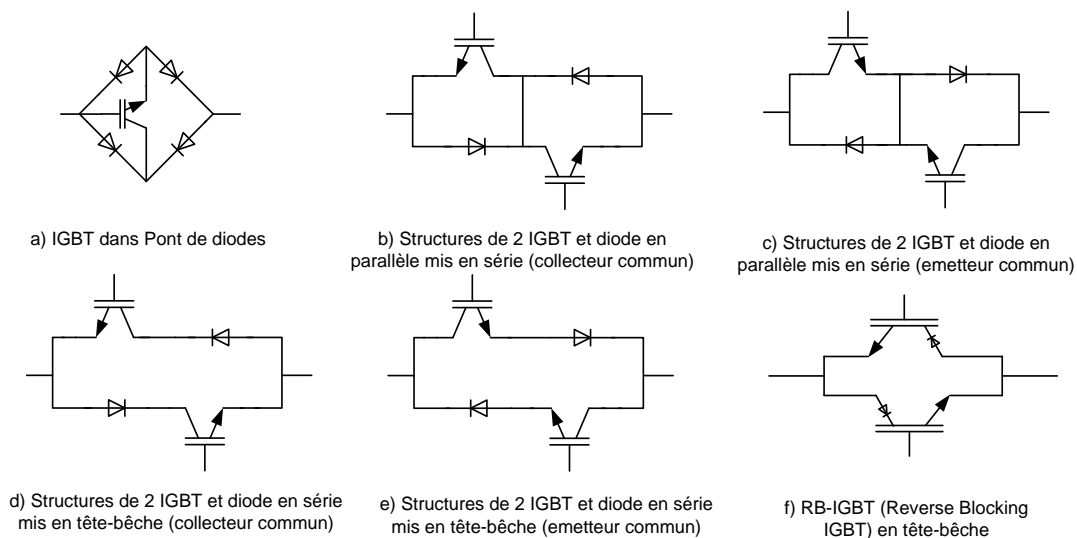 a) IGBT dans Pont de diodes
b) Structures de 2 IGBT et diode en
parallèle mis en série (collecteur commun)
c) Structures de 2 IGBT et diode en
parallèle mis en série (emetteur commun)
d) Structures de 2 IGBT et diode en série
mis en tête-bêche (collecteur commun)
e) Structures de 2 IGBT et diode en série
mis en tête-bêche (emetteur commun)
f) RB-IGBT (Reverse Blocking
IGBT) en tête-bêche